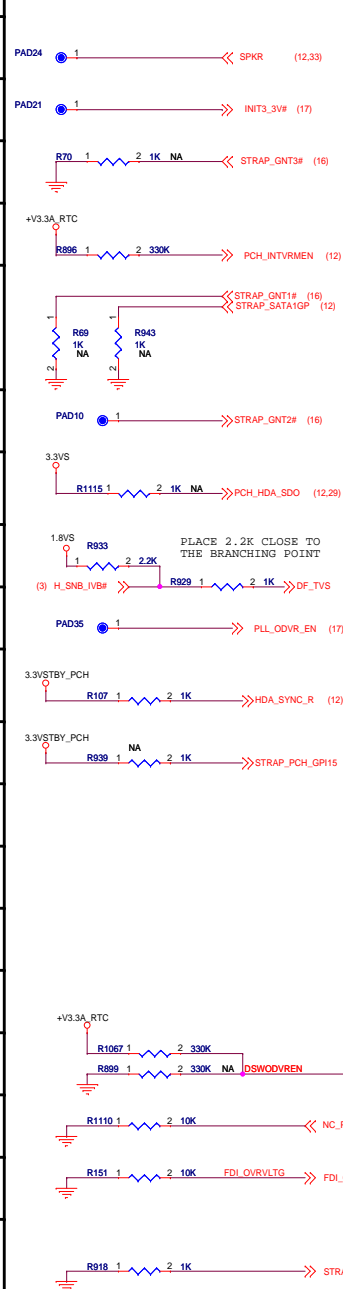 PAD24 1 SPKR (12,33)
PAD21 1 INIT3_3V# (17)
R70 1 2 1K NA STRAP_GNT3# (16)
+V3.3A_RTC
R896 1 2 330K PCH_INTVRMEN (12)
STRAP_GNT1# (16)
STRAP_SATA1GP (12)
1 1
R69 R943
1K 1K
NA NA
2 2
PAD10 1 STRAP_GNT2# (16)
3.3VS
R1115 1 2 1K NA PCH_HDA_SDO (12,29)
1.8VS
R933
PLACE 2.2K CLOSE TO
THE BRANCHING POINT
1 2 2.2K
(3) H_SNB_IVB# R929 1 2 1K DF_TVS
PAD35 1 PLL_ODVR_EN (17)
3.3VSTBY_PCH
R107 1 2 1K HDA_SYNC_R (12)
3.3VSTBY_PCH
NA
R939 1 2 1K STRAP_PCH_GPI15
+V3.3A_RTC
R1067 1 2 330K
R899 1 2 330K NA DSWODVREN
R1110 1 2 10K
R151 1 2 10K FDI_OVRVLTG
R918 1 2 1K